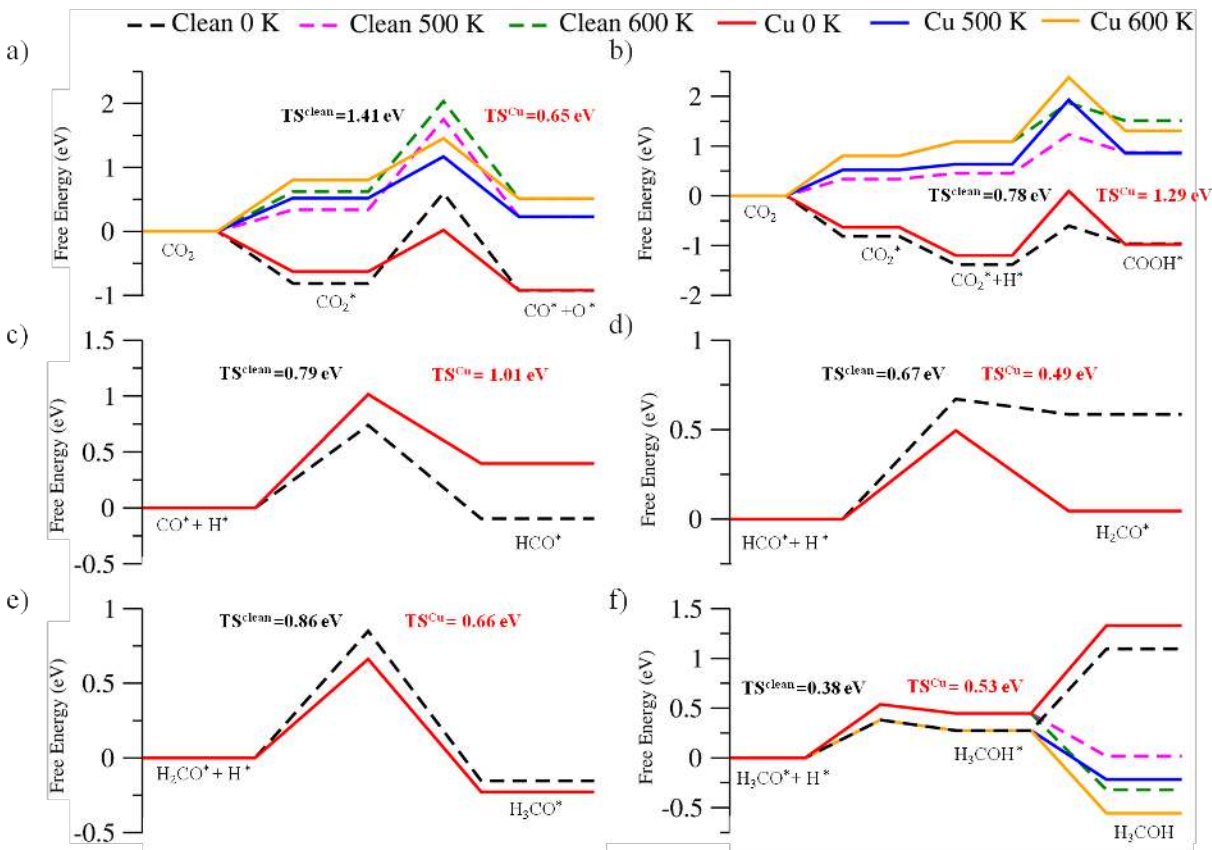 Clean 0 K Clean 500 K Clean 600 K Cu 0 K Cu 500 K Cu 600 K
a)
Free Energy (eV)
2
1
0
-1
TS^clean=1.41 eV TS^Cu=0.65 eV
CO₂
CO₂*
CO*+O*
b)
Free Energy (eV)
2
1
0
-1
-2
TS^clean=0.78 eV TS^Cu= 1.29 eV
CO₂
CO₂*
CO₂*+H*
COOH*
c)
Free Energy (eV)
1.5
1
0.5
0
-0.5
TS^clean=0.79 eV TS^Cu= 1.01 eV
CO*+ H*
HCO*
d)
Free Energy (eV)
1
0.5
0
TS^clean=0.67 eV TS^Cu= 0.49 eV
HCO*+ H*
H₂CO*
e)
Free Energy (eV)
1
0.5
0
-0.5
TS^clean=0.86 eV TS^Cu= 0.66 eV
H₂CO*+ H*
H₃CO*
f)
Free Energy (eV)
1.5
1
0.5
0
-0.5
TS^clean=0.38 eV TS^Cu= 0.53 eV
H₃CO*+ H*
H₃COH*
H₃COH